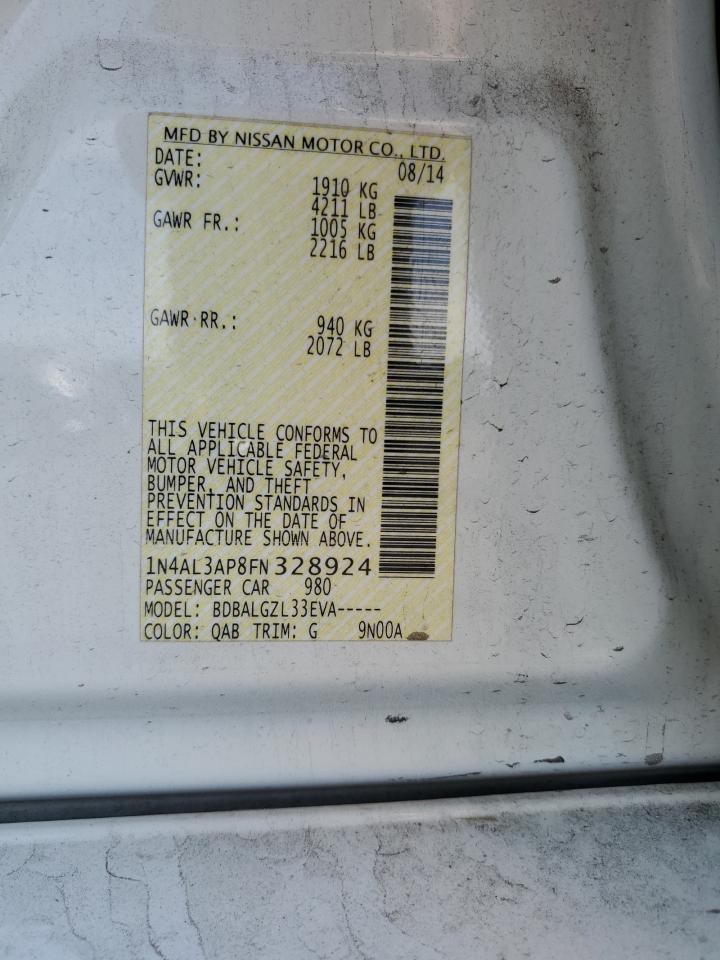 MFD BY NISSAN MOTOR CO., LTD.
DATE: 08/14
GVWR: 1910 KG
4211 LB
GAWR FR.: 1005 KG
2216 LB
GAWR RR.: 940 KG
2072 LB
THIS VEHICLE CONFORMS TO
ALL APPLICABLE FEDERAL
MOTOR VEHICLE SAFETY,
BUMPER, AND THEFT
PREVENTION STANDARDS IN
EFFECT ON THE DATE OF
MANUFACTURE SHOWN ABOVE.
1N4AL3AP8FN328924
PASSENGER CAR 980
MODEL: BDBALGZL33EVA-----
COLOR: QAB TRIM: G 9N00A